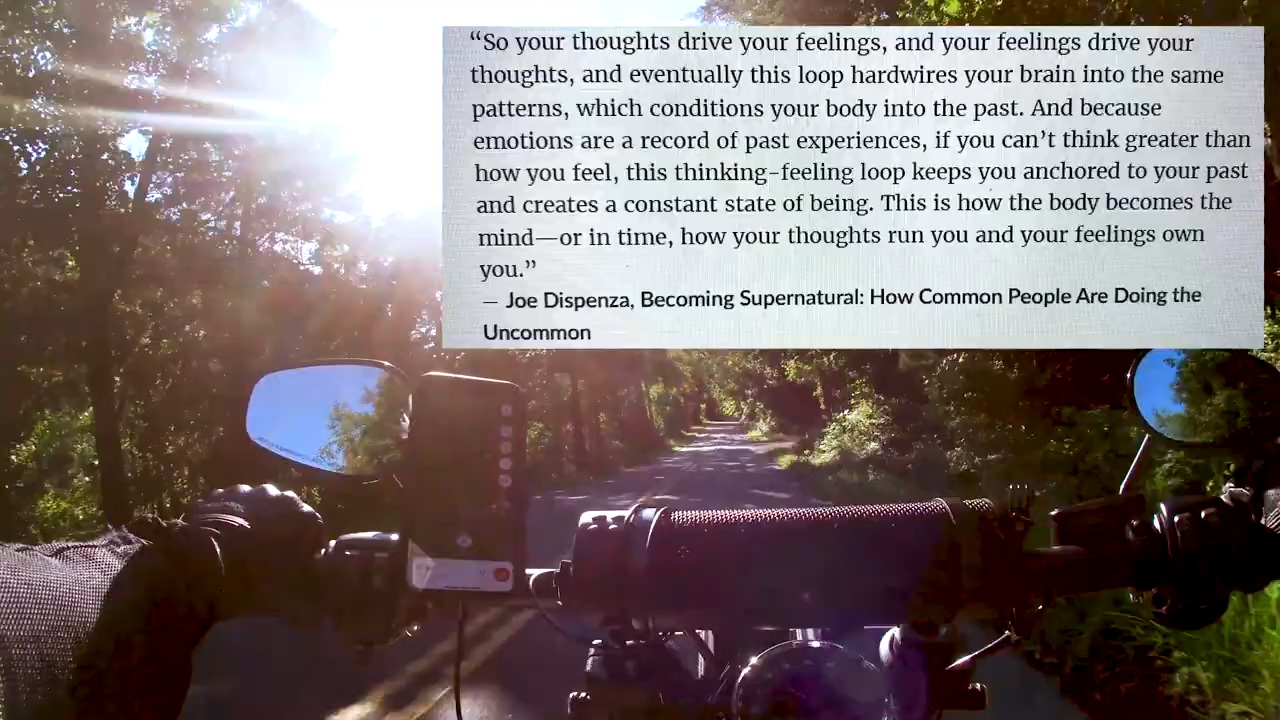 “So your thoughts drive your feelings, and your feelings drive your
thoughts, and eventually this loop hardwires your brain into the same
patterns, which conditions your body into the past. And because
emotions are a record of past experiences, if you can’t think greater than
how you feel, this thinking-feeling loop keeps you anchored to your past
and creates a constant state of being. This is how the body becomes the
mind—or in time, how your thoughts run you and your feelings own
you.”
— Joe Dispenza, Becoming Supernatural: How Common People Are Doing the
Uncommon